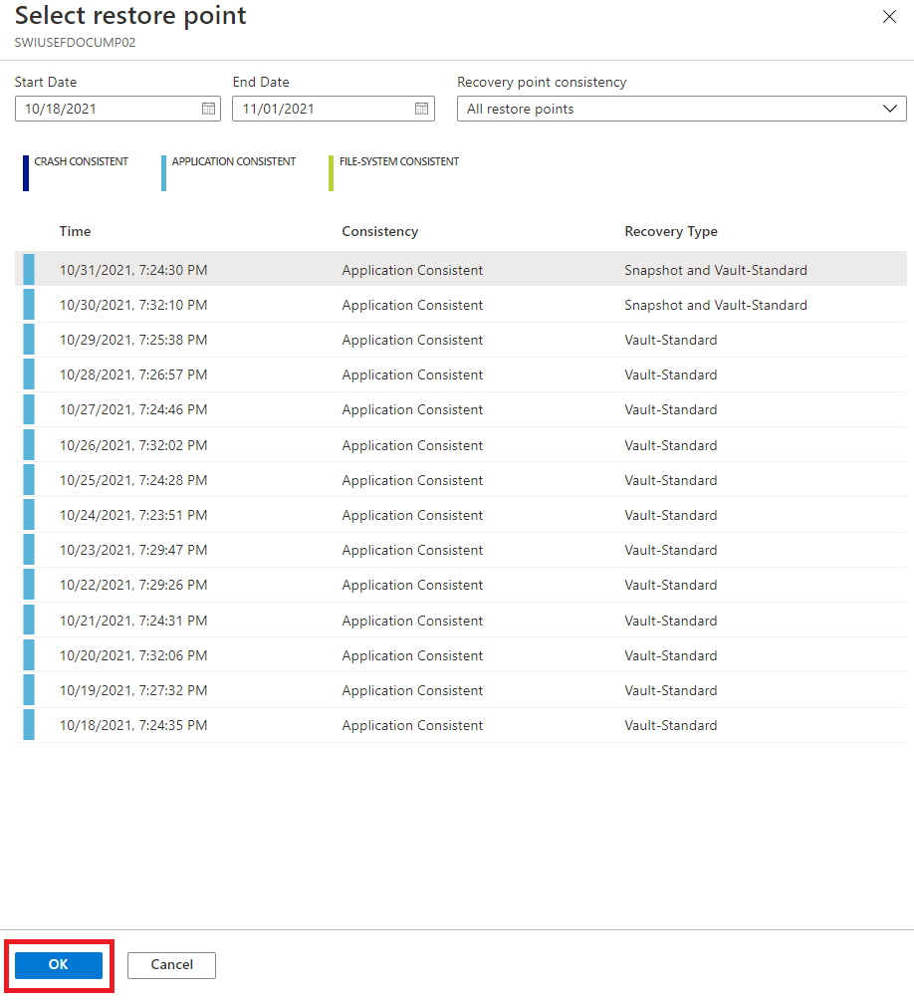 Select restore point
SWIUSEFDOCUMP02
Start Date End Date Recovery point consistency
10/18/2021 11/01/2021 All restore points
CRASH CONSISTENT APPLICATION CONSISTENT FILE-SYSTEM CONSISTENT
Time Consistency Recovery Type
10/31/2021, 7:24:30 PM Application Consistent Snapshot and Vault-Standard
10/30/2021, 7:32:10 PM Application Consistent Snapshot and Vault-Standard
10/29/2021, 7:25:38 PM Application Consistent Vault-Standard
10/28/2021, 7:26:57 PM Application Consistent Vault-Standard
10/27/2021, 7:24:46 PM Application Consistent Vault-Standard
10/26/2021, 7:32:02 PM Application Consistent Vault-Standard
10/25/2021, 7:24:28 PM Application Consistent Vault-Standard
10/24/2021, 7:23:51 PM Application Consistent Vault-Standard
10/23/2021, 7:29:47 PM Application Consistent Vault-Standard
10/22/2021, 7:29:26 PM Application Consistent Vault-Standard
10/21/2021, 7:24:31 PM Application Consistent Vault-Standard
10/20/2021, 7:32:06 PM Application Consistent Vault-Standard
10/19/2021, 7:27:32 PM Application Consistent Vault-Standard
10/18/2021, 7:24:35 PM Application Consistent Vault-Standard
OK Cancel